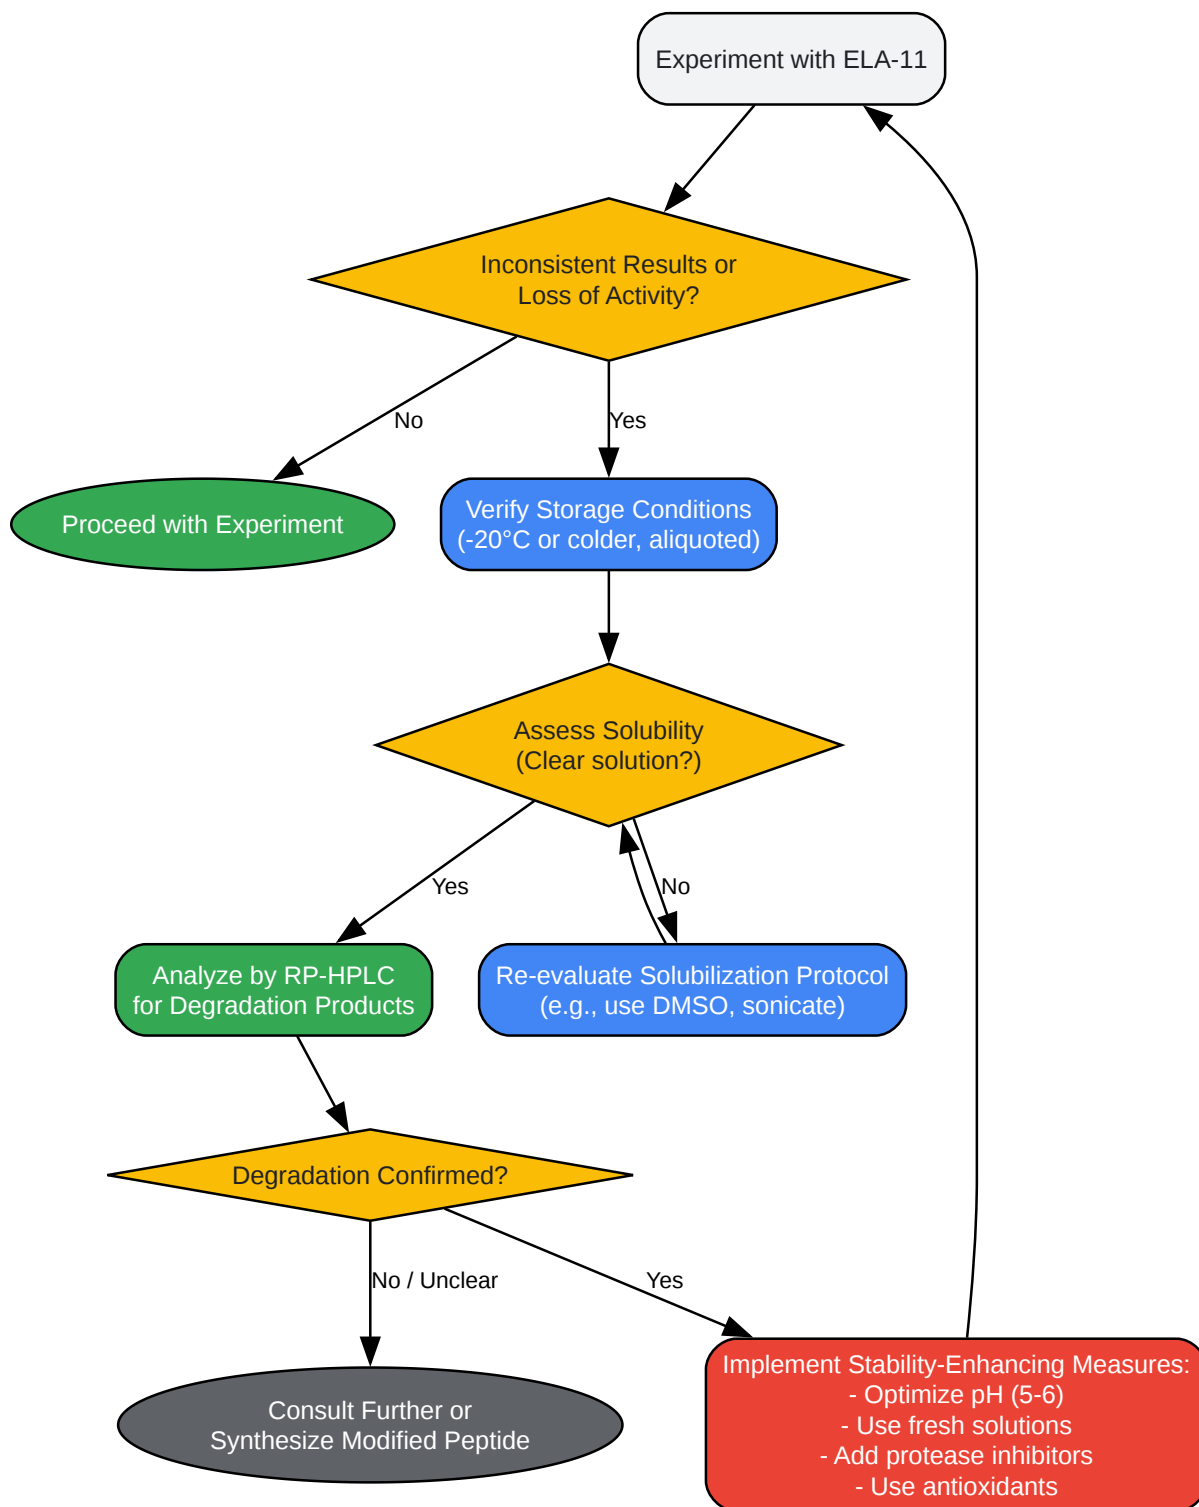 Experiment with ELA-11
Inconsistent Results or
Loss of Activity?
No
Yes
Proceed with Experiment
Verify Storage Conditions
(-20°C or colder, aliquoted)
Assess Solubility
(Clear solution?)
Yes
No
Analyze by RP-HPLC
for Degradation Products
Re-evaluate Solubilization Protocol
(e.g., use DMSO, sonicate)
Degradation Confirmed?
No / Unclear
Yes
Consult Further or
Synthesize Modified Peptide
Implement Stability-Enhancing Measures:
- Optimize pH (5-6)
- Use fresh solutions
- Add protease inhibitors
- Use antioxidants